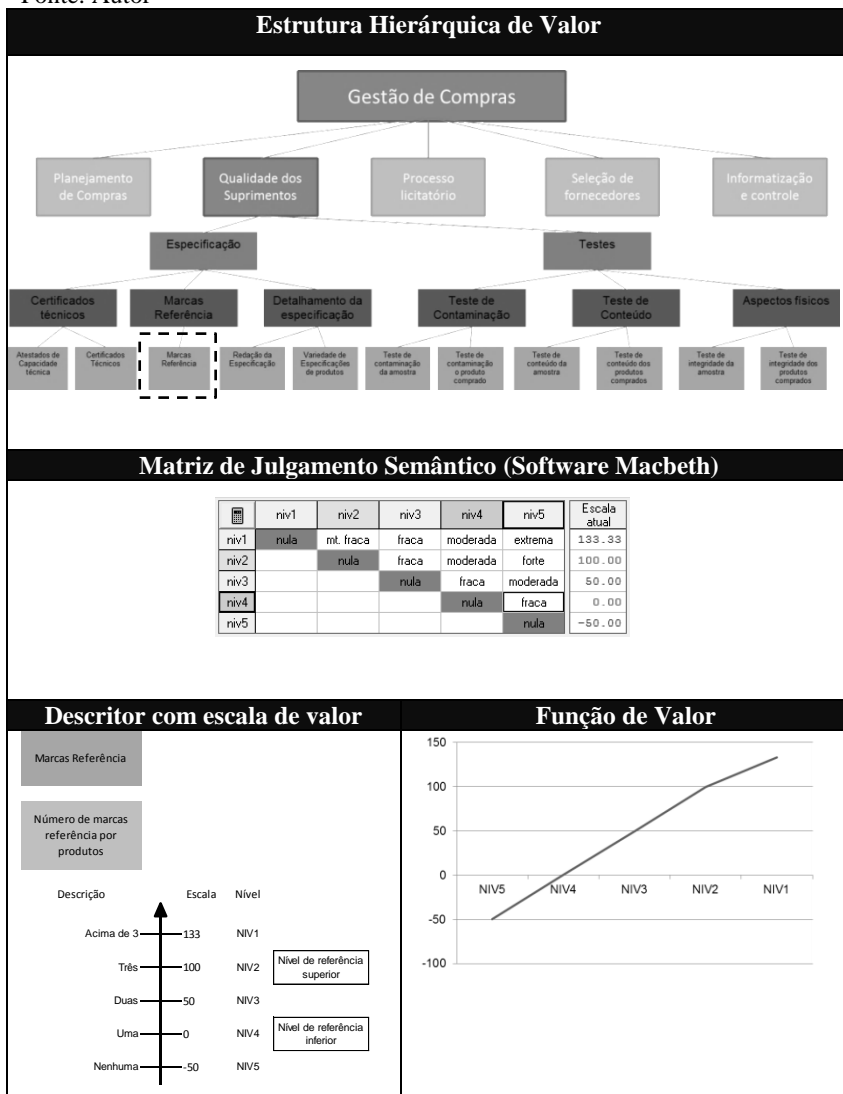 Fonte: Autor
Estrutura Hierárquica de Valor
Gestão de Compras
Planejamento
de Compras
Qualidade dos
Suprimentos
Processo
licitatório
Seleção de
fornecedores
Informatização
e controle
Especificação
Testes
Certificados
técnicos
Marcas
Referência
Detalhamento da
especificação
Teste de
Contaminação
Teste de
Conteúdo
Aspectos físicos
Atestados de
Capacidade
técnica
Certificados
Técnicos
Marcas
Referência
Redação da
Especificação
Variedade de
Especificações
de produtos
Teste de
contaminação
da amostra
Teste de
contaminação
o produto
comprado
Teste de
conteúdo da
amostra
Teste de
conteúdo dos
produtos
comprados
Teste de
integridade da
amostra
Teste de
integridade dos
produtos
comprados
Matriz de Julgamento Semântico (Software Macbeth)
niv1 niv2 niv3 niv4 niv5 Escala
atual
niv1 nula mt. fraca fraca moderada extrema 133.33
niv2 nula fraca moderada forte 100.00
niv3 nula fraca moderada 50.00
niv4 nula fraca 0.00
niv5 nula -50.00
Descritor com escala de valor
Marcas Referência
Número de marcas
referência por
produtos
Descrição Escala Nível
Acima de 3 133 NIV1
Três 100 NIV2 Nível de referência
superior
Duas 50 NIV3
Uma 0 NIV4 Nível de referência
inferior
Nenhuma -50 NIV5
Função de Valor
150
100
50
0
NIV5 NIV4 NIV3 NIV2 NIV1
-50
-100